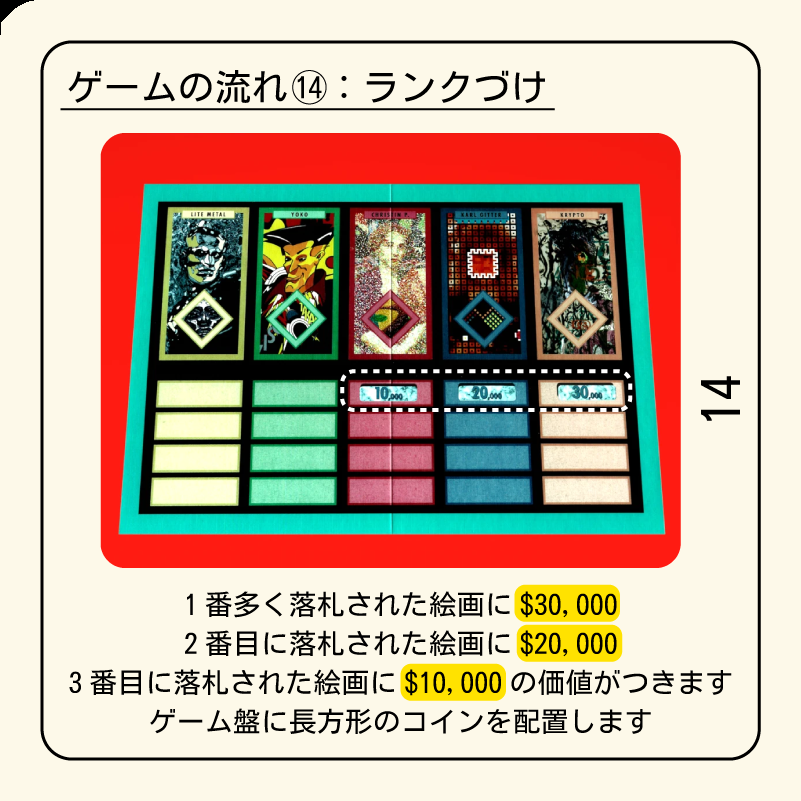 ゲームの流れ⑭：ランクづけ
LITE METAL
YOKO
CHRISTIN P.
KARL GITTER
KRYPTO
10,000
20,000
30,000
14
1番多く落札された絵画に$30,000
2番目に落札された絵画に$20,000
3番目に落札された絵画に$10,000の価値がつきます
ゲーム盤に長方形のコインを配置します